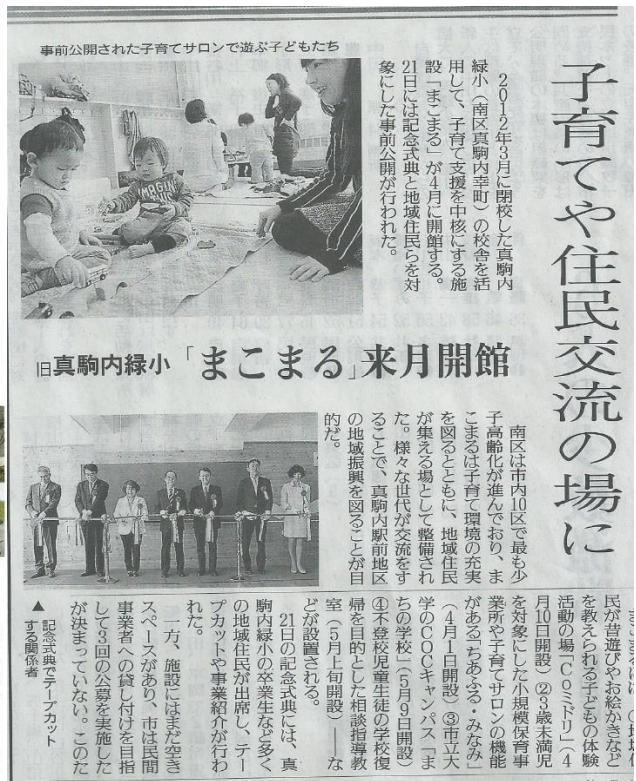 子育てや住民交流の場に
旧真駒内緑小「まこまる」来月開館
事前公開された子育てサロンで遊ぶ子どもたち
2012年3月に閉校した真駒内
緑小(南区真駒内幸町)の校舎を活
用して、子育て支援を中核にする施
設「まこまる」が4月に開館する。
21日には記念式典と地域住民らを対
象にした事前公開が行われた。
南区は市内10区で最も少
子高齢化が進んでおり、ま
こまるは子育て環境の充実
を図るとともに、地域住民
が集える場として整備され
た。様々な世代が交流をす
ることで、真駒内駅前地区
の地域振興を図ることが目
的だ。
民が昔遊びやお絵かきなど
を教えられる子どもの体験
活動の場「Coミドリ」(4
月10日開設)②3歳未満児
を対象にした小規模保育事
業所や子育てサロンの機能
がある「ちあふる・みなみ」
(4月1日開設)③市立大
学のCOCキャンパス「ま
ちの学校」(5月9日開設)
④不登校児童生徒の学校復
帰を目的とした相談指導教
室(5月上旬開設)——な
どが設置される。
21日の記念式典には、真
駒内緑小の卒業生など多く
の地域住民が出席し、テー
プカットや事業紹介が行わ
れた。
一方、施設にはまだ空き
スペースがあり、市は民間
事業者への貸し付けを目指
して3回の公募を実施した
が決まっていない。このた
▲記念式典でテープカット
する関係者